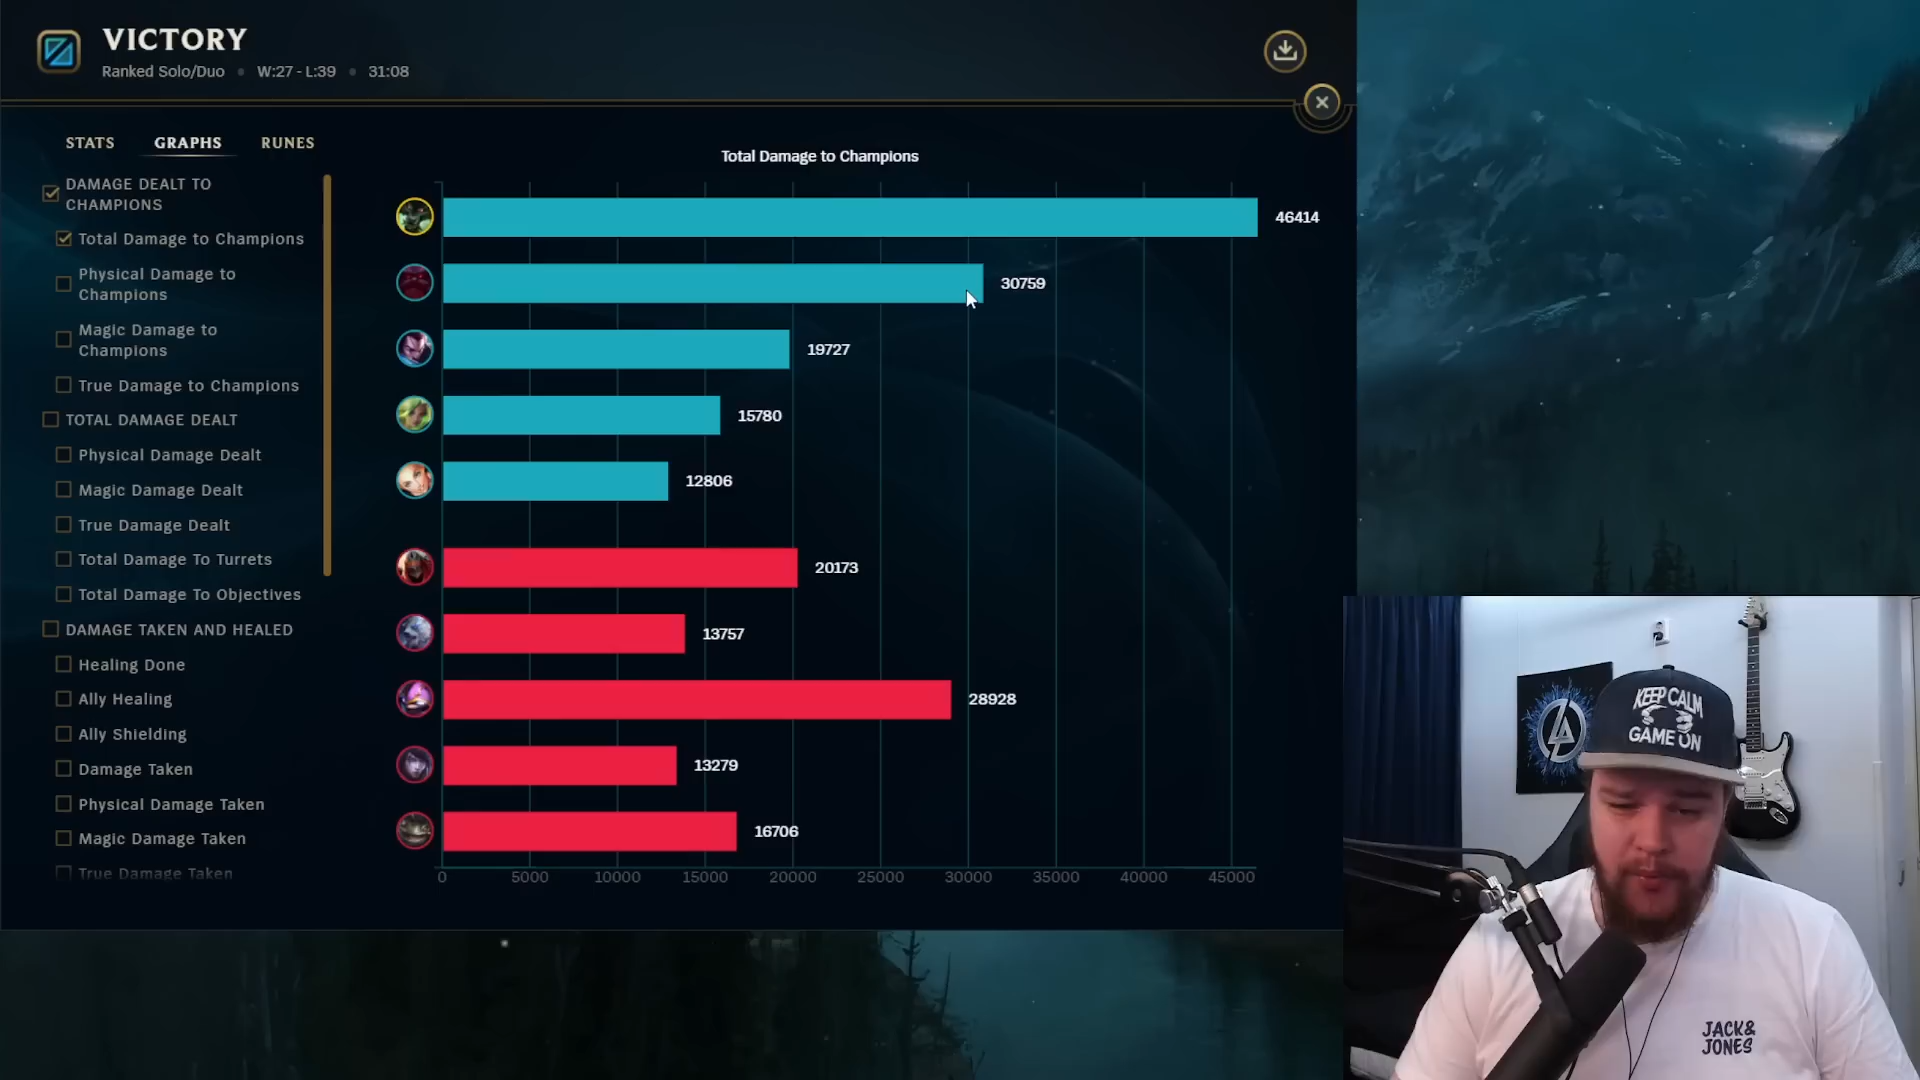 VICTORY
Ranked Solo/Duo • W:27 - L:39 • 31:08
STATS GRAPHS RUNES
DAMAGE DEALT TO
CHAMPIONS
Total Damage to Champions
Physical Damage to
Champions
Magic Damage to
Champions
True Damage to Champions
TOTAL DAMAGE DEALT
Physical Damage Dealt
Magic Damage Dealt
True Damage Dealt
Total Damage To Turrets
Total Damage To Objectives
DAMAGE TAKEN AND HEALED
Healing Done
Ally Healing
Ally Shielding
Damage Taken
Physical Damage Taken
Magic Damage Taken
True Damage Taken
Total Damage to Champions
46414
30759
19727
15780
12806
20173
13757
28928
13279
16706
0 5000 10000 15000 20000 25000 30000 35000 40000 45000
KEEP CALM
GAME ON
JACK&
JONES